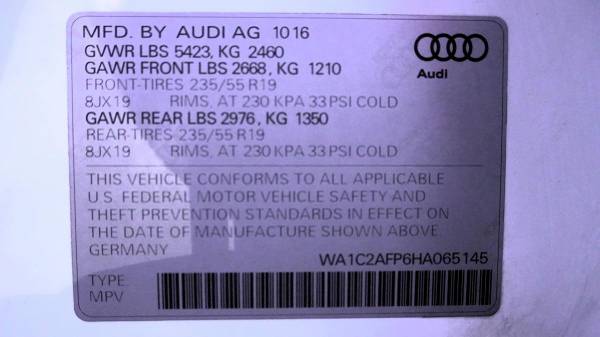 MFD. BY AUDI AG 10 16
GVWR LBS 5423, KG 2460
GAWR FRONT LBS 2668, KG 1210
FRONT-TIRES 235/55 R19
8JX19 RIMS, AT 230 KPA 33 PSI COLD
GAWR REAR LBS 2976, KG 1350
REAR-TIRES 235/55 R19
8JX19 RIMS, AT 230 KPA 33 PSI COLD
Audi
THIS VEHICLE CONFORMS TO ALL APPLICABLE
U.S. FEDERAL MOTOR VEHICLE SAFETY AND
THEFT PREVENTION STANDARDS IN EFFECT ON
THE DATE OF MANUFACTURE SHOWN ABOVE.
GERMANY
WA1C2AFP6HA065145
TYPE
MPV